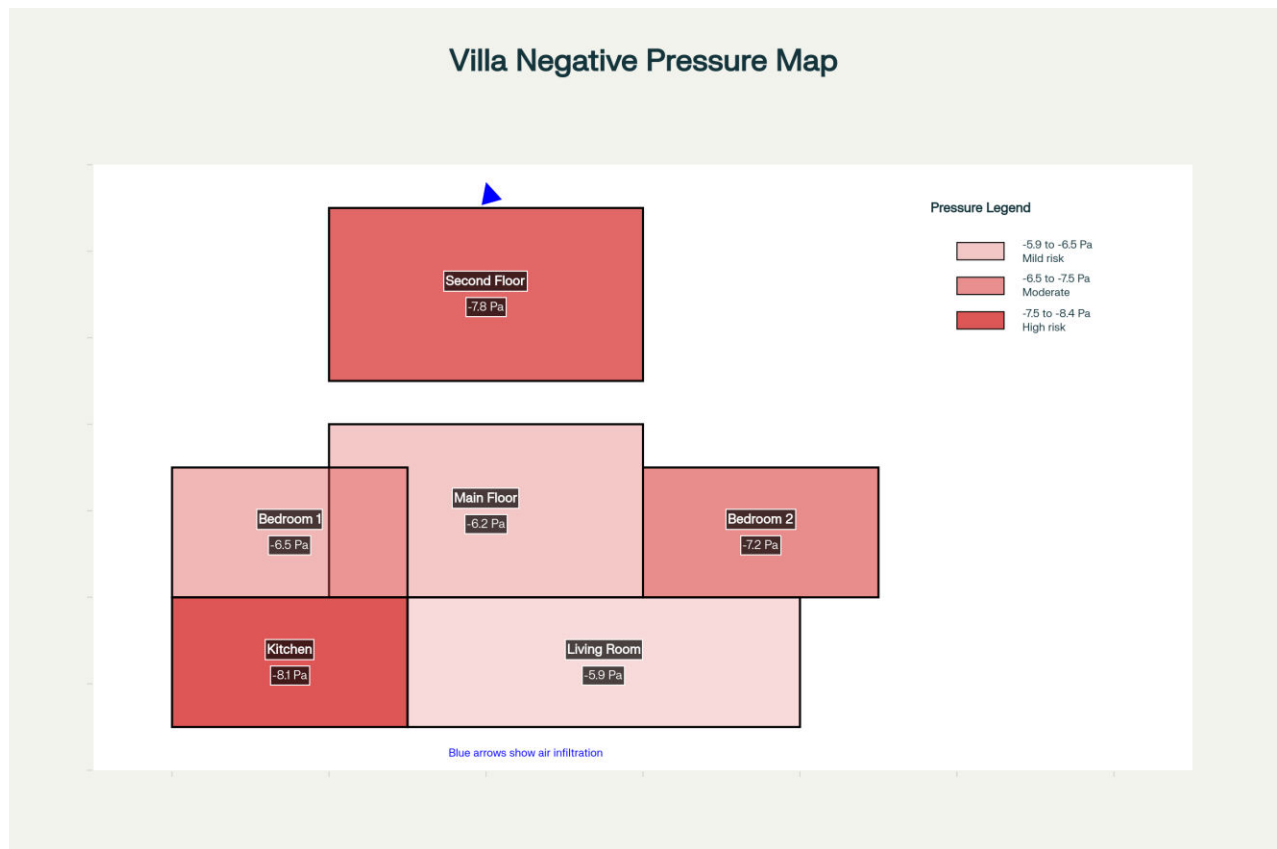 Villa Negative Pressure Map
Pressure Legend
-5.9 to -6.5 Pa
Mild risk
-6.5 to -7.5 Pa
Moderate
-7.5 to -8.4 Pa
High risk
Second Floor
-7.8 Pa
Main Floor
-6.2 Pa
Bedroom 1
-6.5 Pa
Bedroom 2
-7.2 Pa
Kitchen
-8.1 Pa
Living Room
-5.9 Pa
Blue arrows show air infiltration